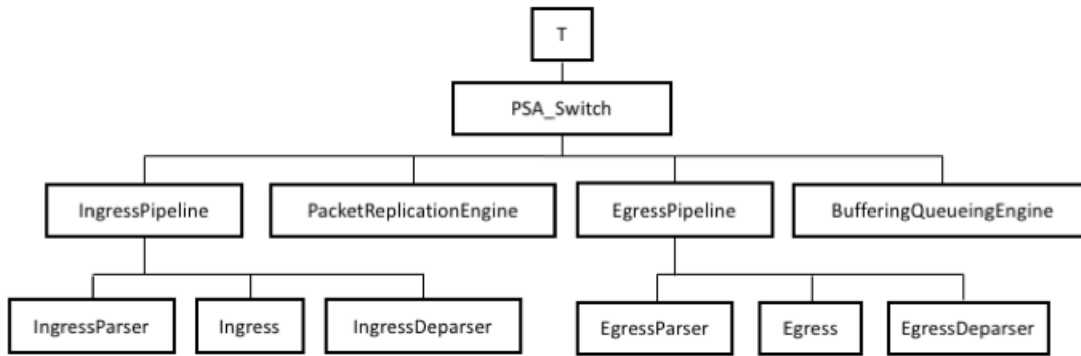 T
PSA_Switch
IngressPipeline
PacketReplicationEngine
EgressPipeline
BufferingQueueingEngine
IngressParser
Ingress
IngressDeparser
EgressParser
Egress
EgressDeparser